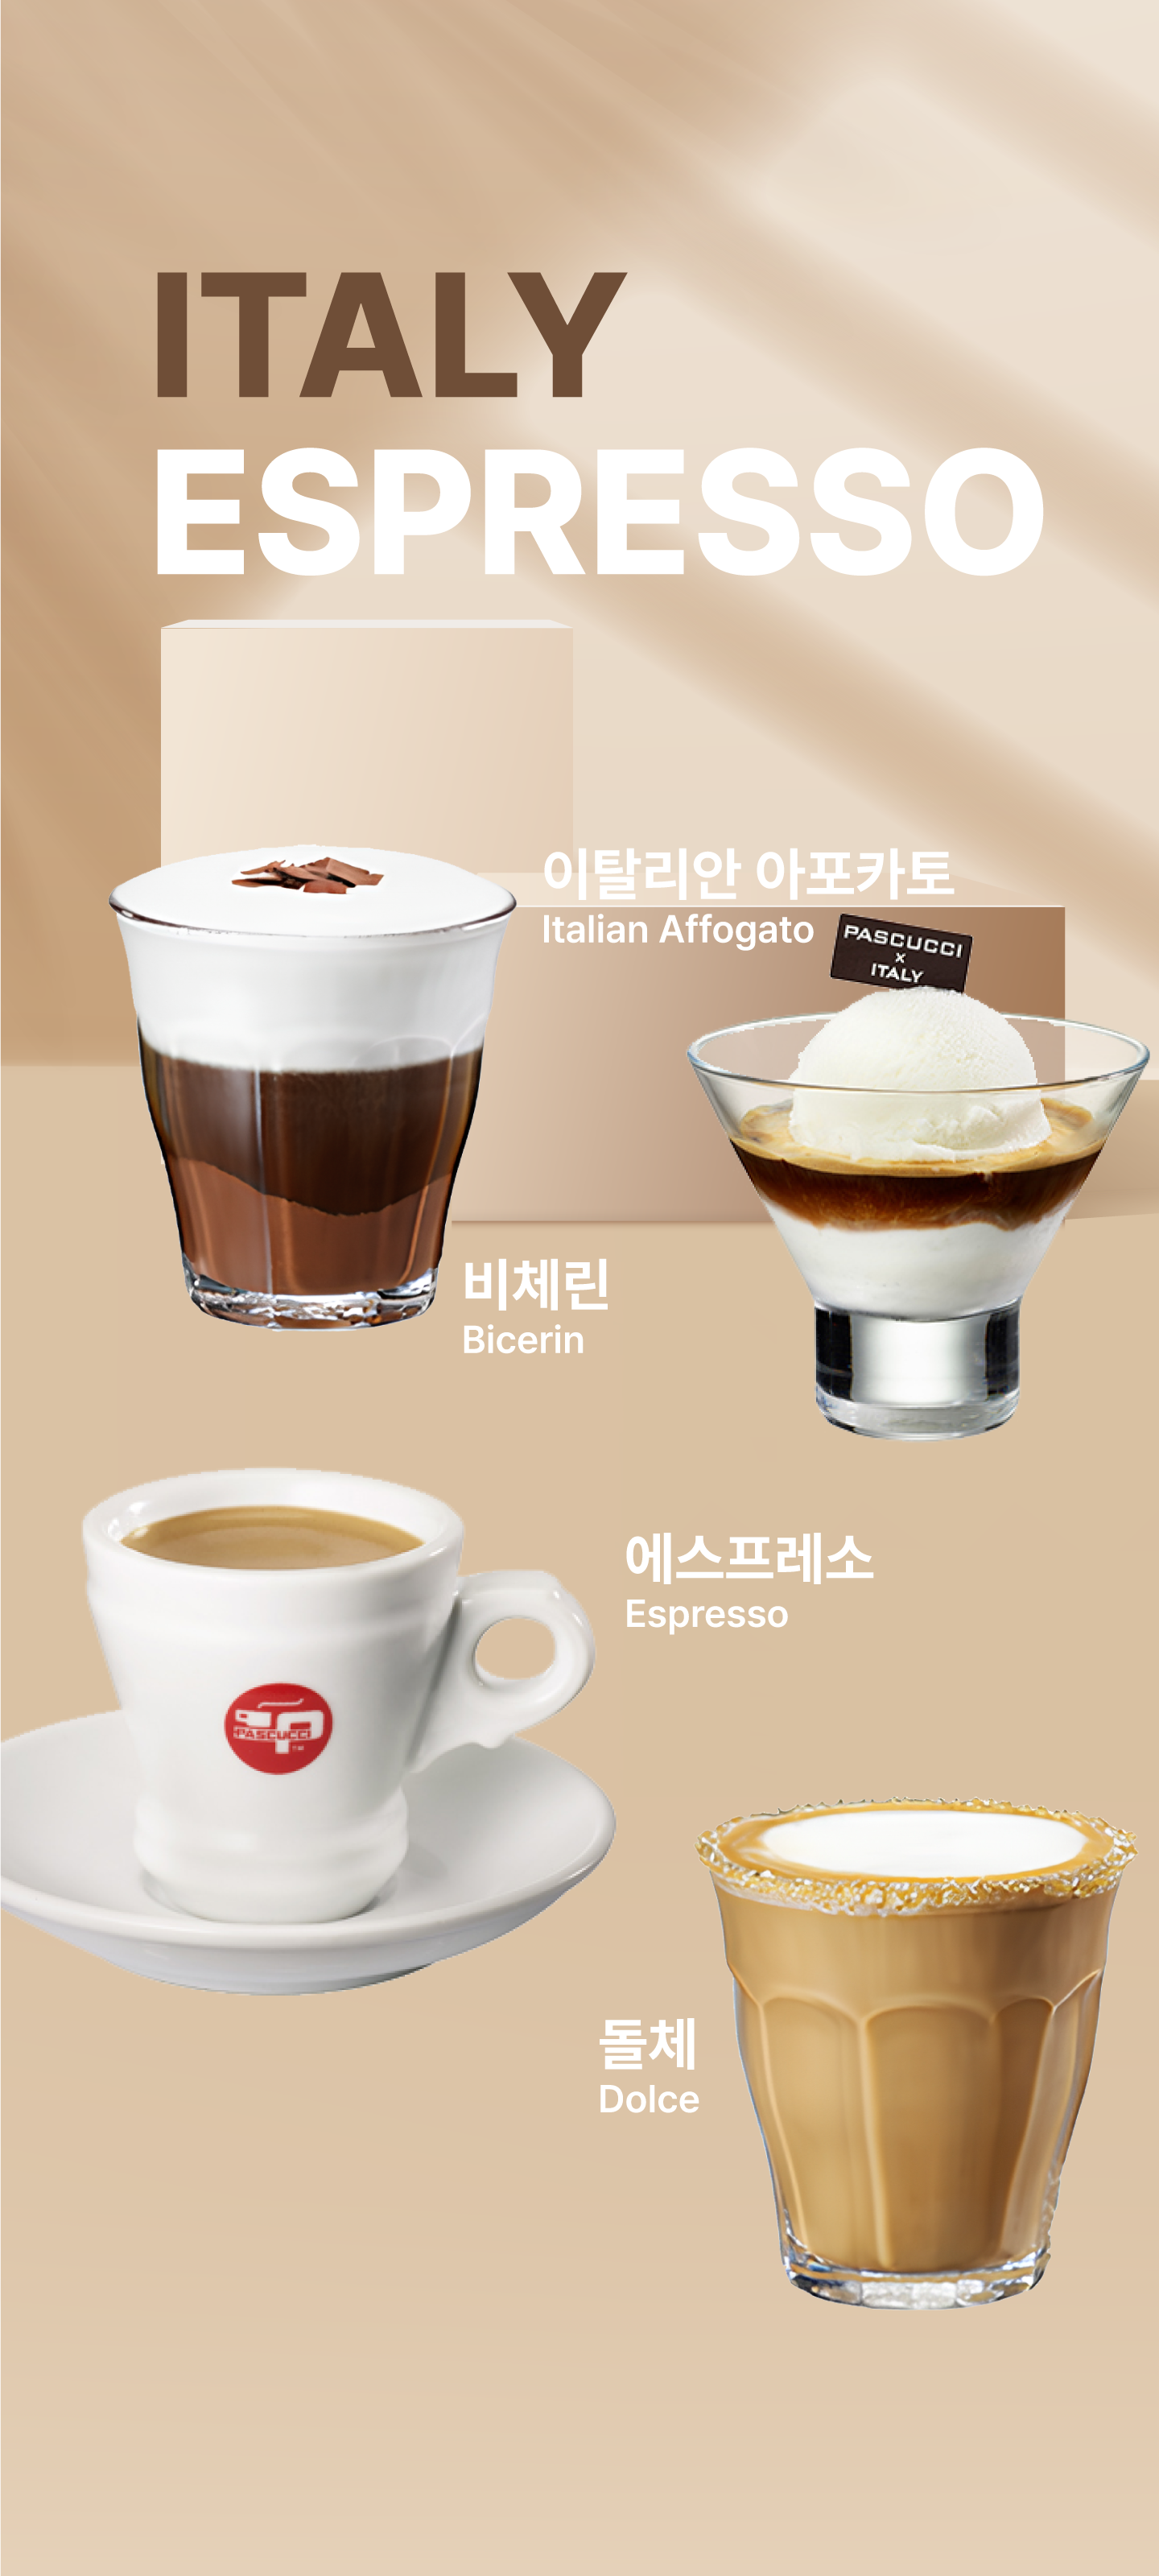 ITALY
ESPRESSO
이탈리안 아포카토
Italian Affogato
PASCUCCI
x
ITALY
비체린
Bicerin
에스프레소
Espresso
PASCUCCI
돌체
Dolce